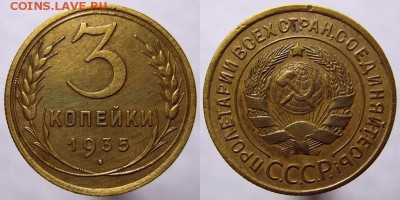 COINS.LAVE.RU
3
КОПЕЙКИ
1935
ПРОЛЕТАРИИ ВСЕХ СТРАН, СОЕДИНЯЙТЕСЬ!
СССР